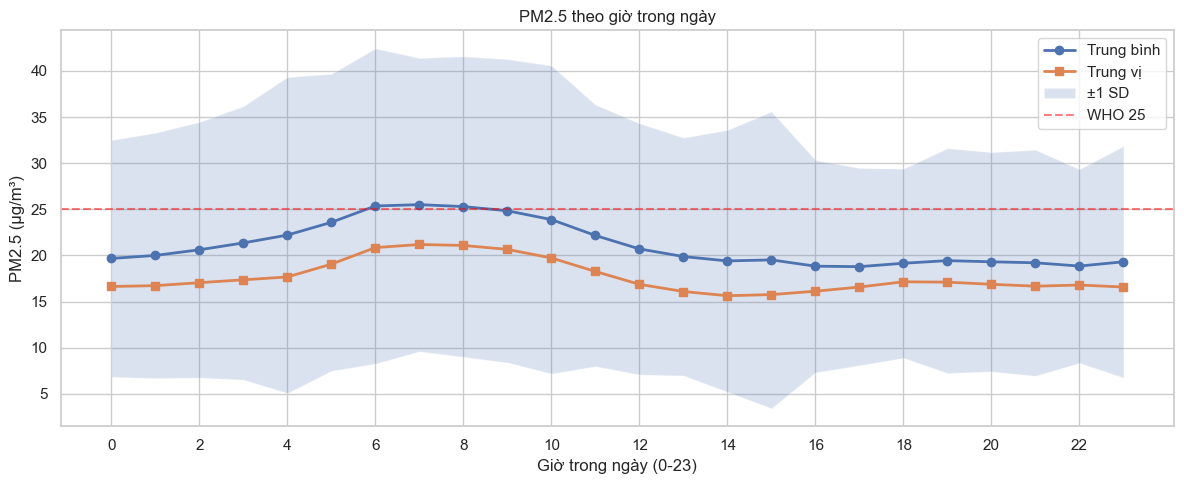 PM2.5 theo giờ trong ngày
PM2.5 (µg/m³)
40
35
30
25
20
15
10
5
Trung bình
Trung vị
±1 SD
WHO 25
0 2 4 6 8 10 12 14 16 18 20 22
Giờ trong ngày (0-23)